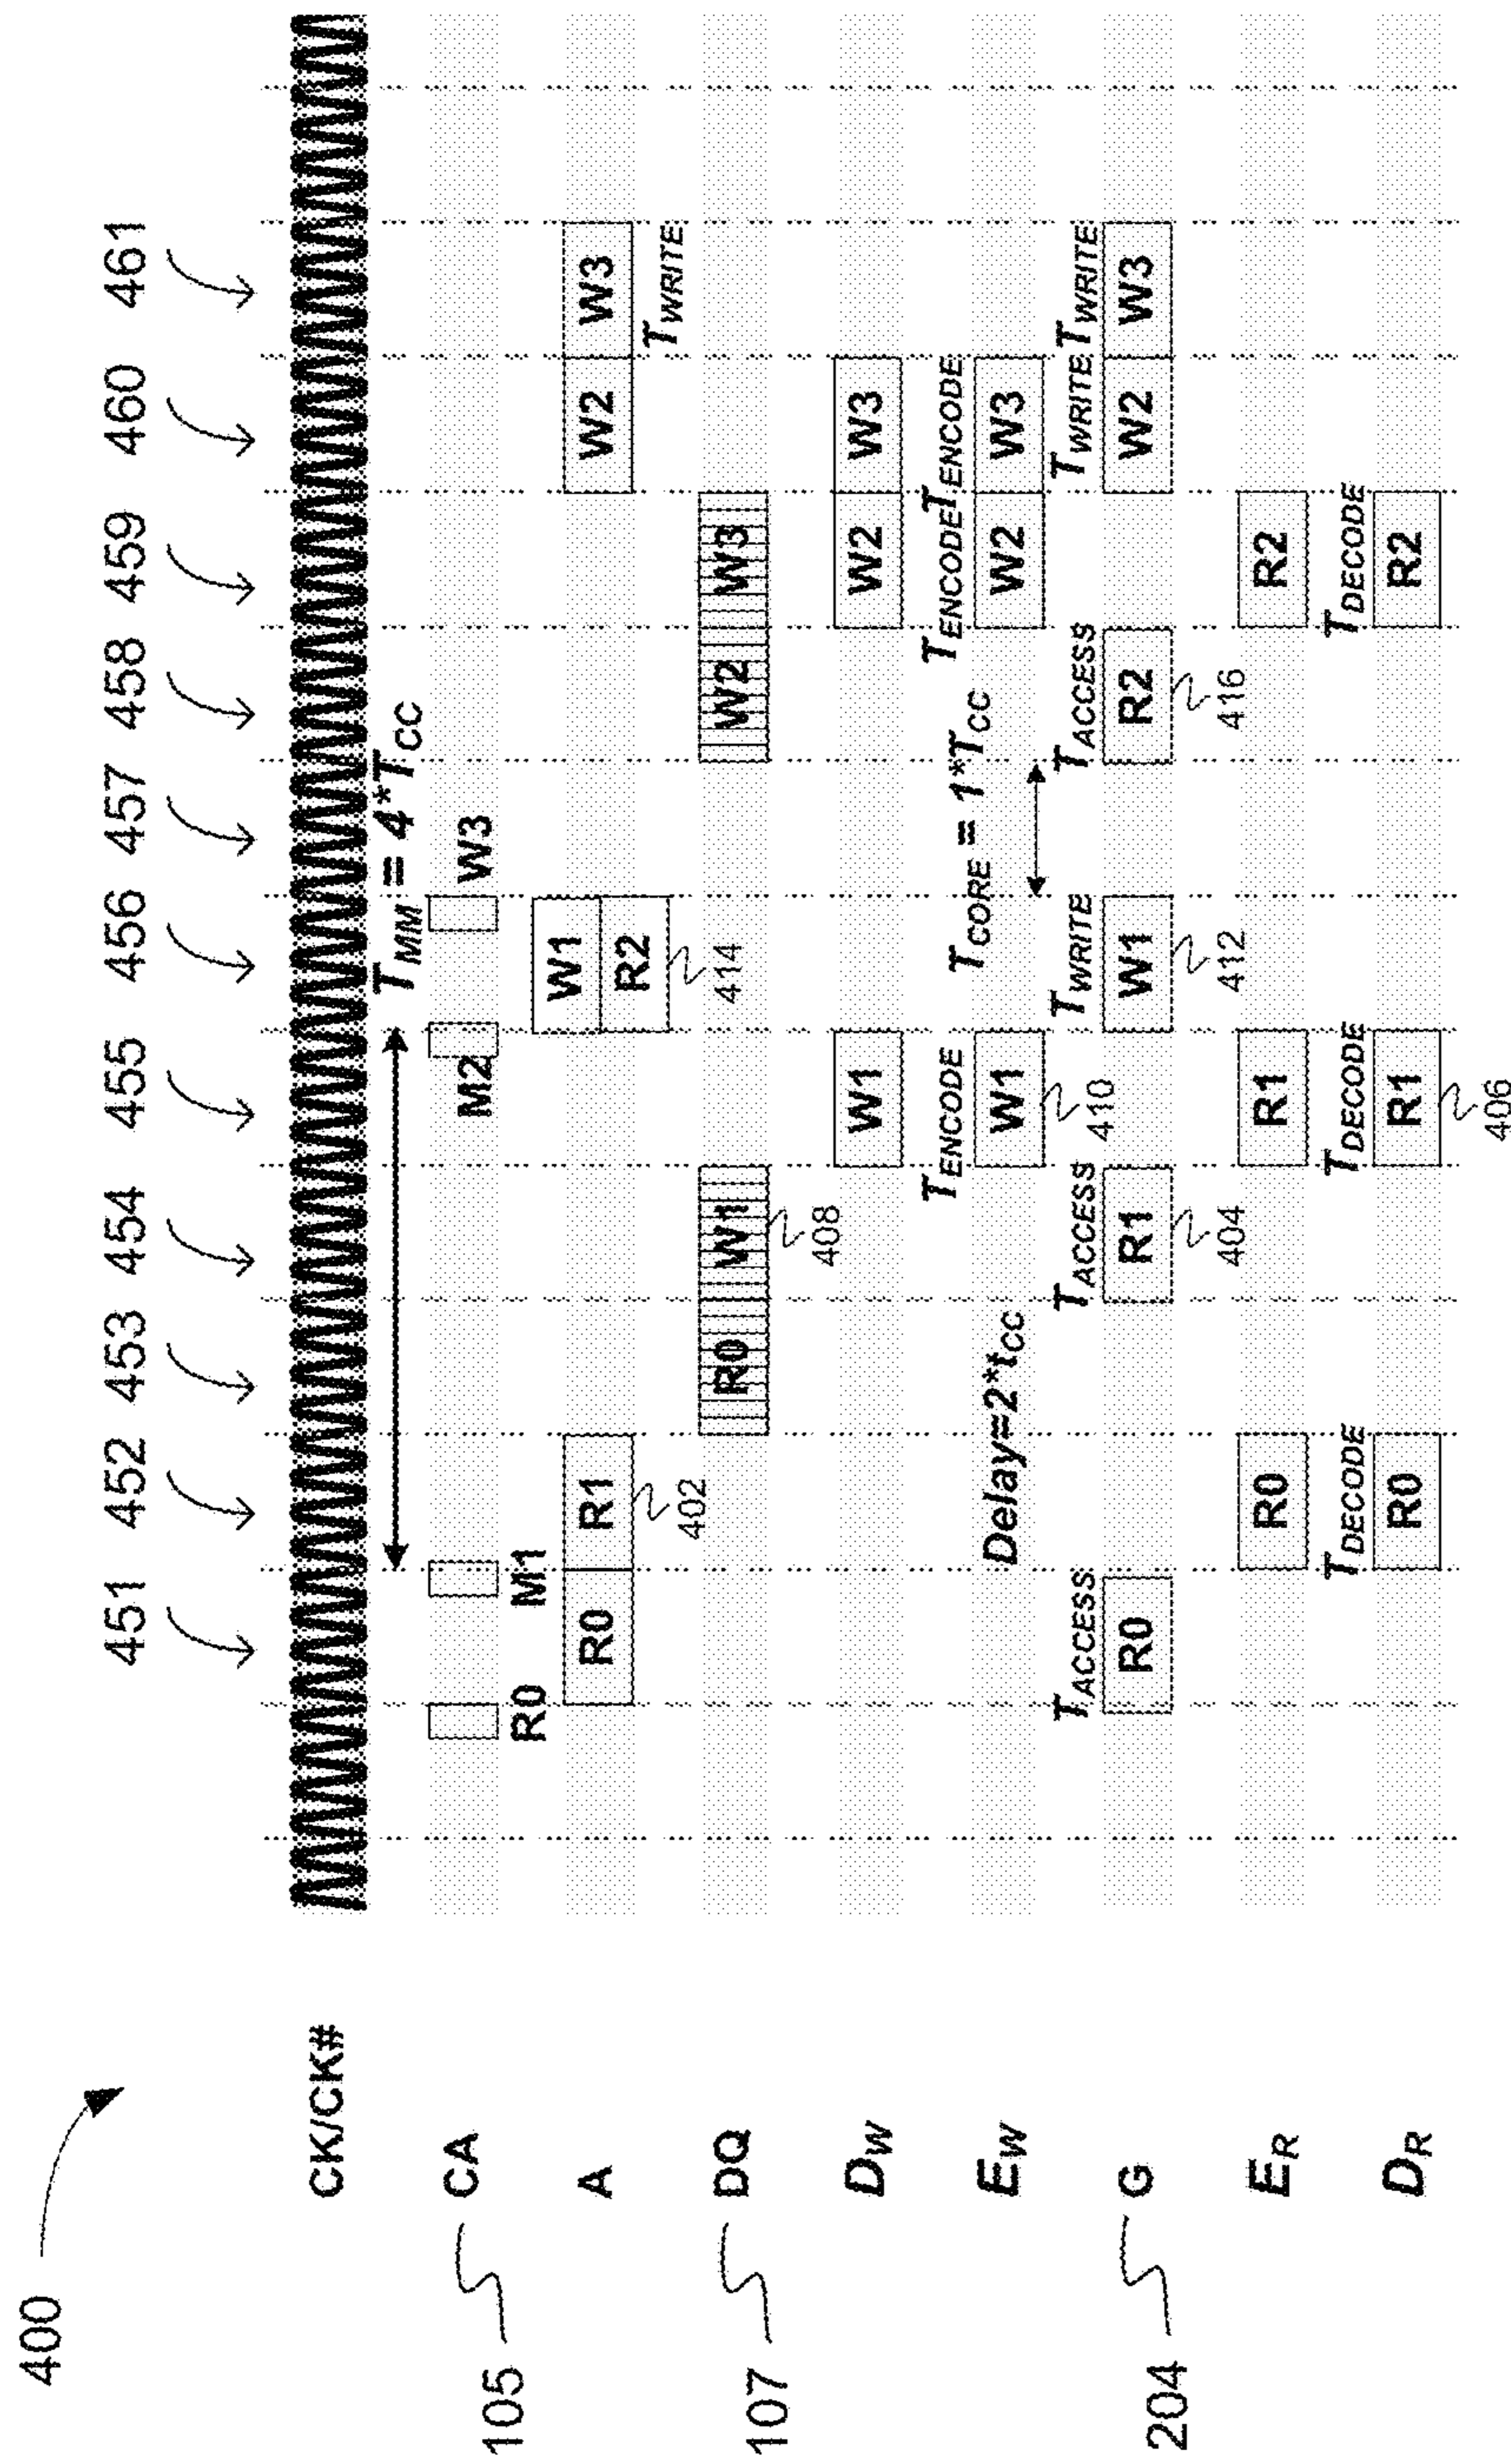 400
451 452 453 454 455 456 457 458 459 460 461
CK/CK#
T_MM = 4*T_CC
105
CA
R0 M1 M2 W3
A
R0 R1 W1 W2 W3
R2
402
414
T_WRITE
107
DQ
R0 W1 W2 W3
408
D_W
W1 W2 W3
T_ENCODE T_ENCODE T_ENCODE
E_W
W1 W2 W3
410
Delay=2*t_CC
T_CORE = 1*T_CC
T_ACCESS T_ACCESS T_WRITE T_ACCESS T_WRITE T_WRITE
204
G
R0 R1 W1 R2 W2 W3
404 412 416
E_R
R0 R1 R2
T_DECODE T_DECODE T_DECODE
D_R
R0 R1 R2
406